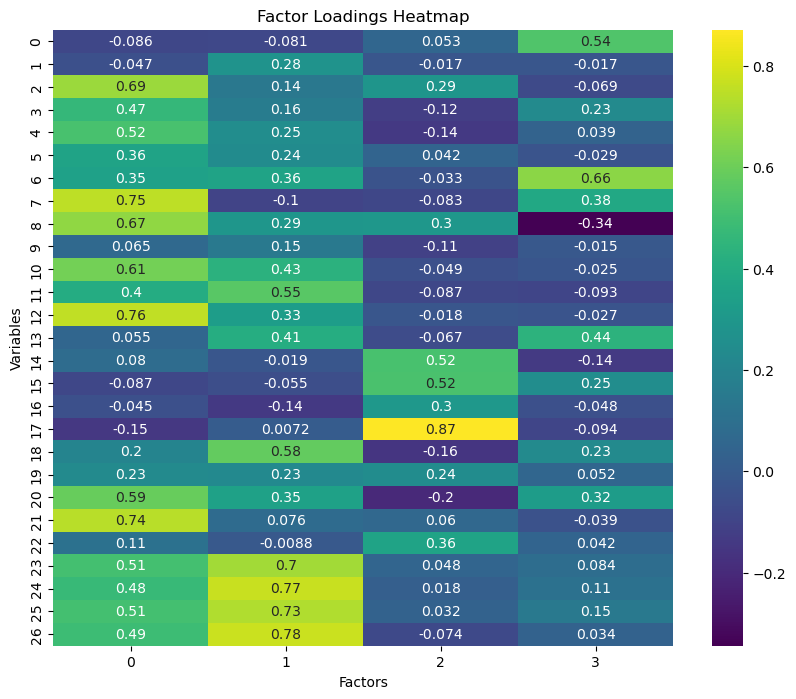 Factor Loadings Heatmap
0 -0.086 -0.081 0.053 0.54
1 -0.047 0.28 -0.017 -0.017
2 0.69 0.14 0.29 -0.069
3 0.47 0.16 -0.12 0.23
4 0.52 0.25 -0.14 0.039
5 0.36 0.24 0.042 -0.029
6 0.35 0.36 -0.033 0.66
7 0.75 -0.1 -0.083 0.38
8 0.67 0.29 0.3 -0.34
9 0.065 0.15 -0.11 -0.015
10 0.61 0.43 -0.049 -0.025
11 0.4 0.55 -0.087 -0.093
12 0.76 0.33 -0.018 -0.027
13 0.055 0.41 -0.067 0.44
14 0.08 -0.019 0.52 -0.14
15 -0.087 -0.055 0.52 0.25
16 -0.045 -0.14 0.3 -0.048
17 -0.15 0.0072 0.87 -0.094
18 0.2 0.58 -0.16 0.23
19 0.23 0.23 0.24 0.052
20 0.59 0.35 -0.2 0.32
21 0.74 0.076 0.06 -0.039
22 0.11 -0.0088 0.36 0.042
23 0.51 0.7 0.048 0.084
24 0.48 0.77 0.018 0.11
25 0.51 0.73 0.032 0.15
26 0.49 0.78 -0.074 0.034
0 1 2 3
Factors
Variables
0.8
0.6
0.4
0.2
0.0
−0.2